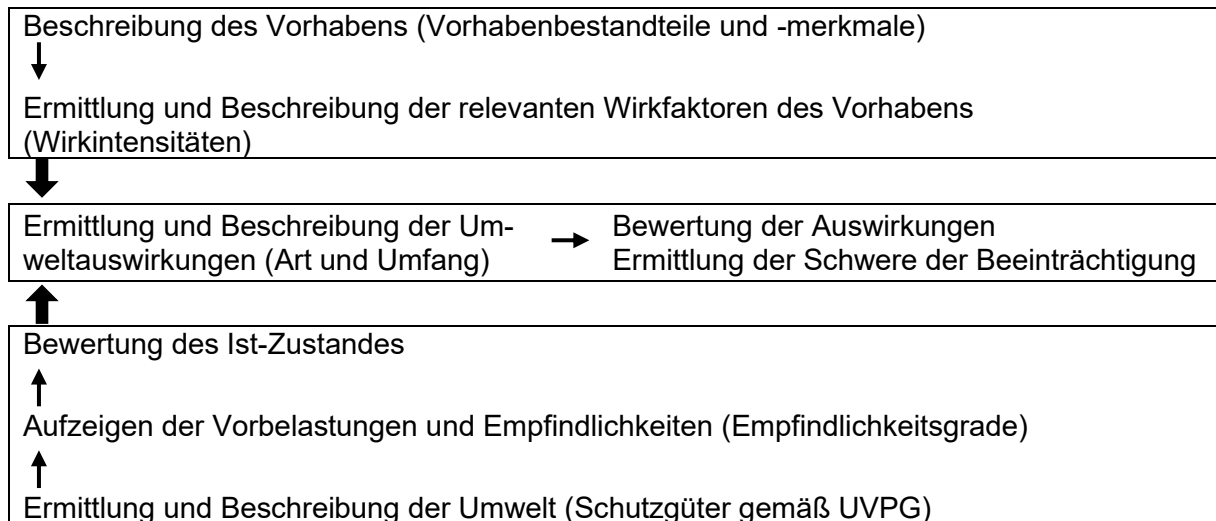 Beschreibung des Vorhabens (Vorhabenbestandteile und -merkmale)
Ermittlung und Beschreibung der relevanten Wirkfaktoren des Vorhabens
(Wirkintensitäten)
Ermittlung und Beschreibung der Um-
weltauswirkungen (Art und Umfang)
Bewertung der Auswirkungen
Ermittlung der Schwere der Beeinträchtigung
Bewertung des Ist-Zustandes
Aufzeigen der Vorbelastungen und Empfindlichkeiten (Empfindlichkeitsgrade)
Ermittlung und Beschreibung der Umwelt (Schutzgüter gemäß UVPG)